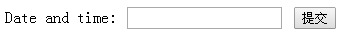 Date and time: 提交